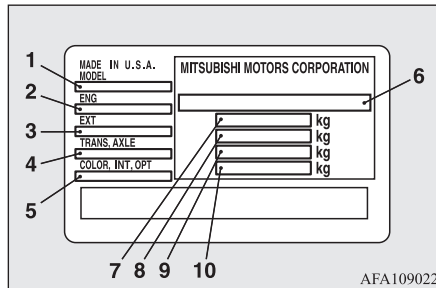 MADE IN U.S.A.
MODEL
MITSUBISHI MOTORS CORPORATION
1
ENG
6
2
EXT
kg
3
kg
TRANS, AXLE
kg
4
COLOR, INT, OPT
kg
5
7 8 9 10
AFA109022